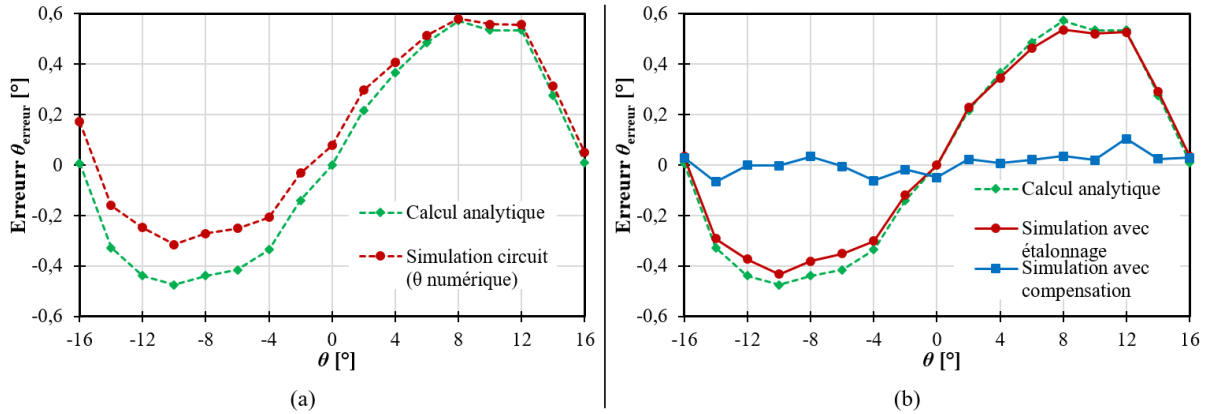 0,6
0,4
0,2
0
-0,2
-0,4
-0,6
Erreurr θerreur [°]
-16
-12
-8
-4
0
4
8
12
16
θ [°]
Calcul analytique
Simulation circuit
(θ numérique)
(a)
0,6
0,4
0,2
0
-0,2
-0,4
-0,6
Erreurr θerreur [°]
-16
-12
-8
-4
0
4
8
12
16
θ [°]
Calcul analytique
Simulation avec
étalonnage
Simulation avec
compensation
(b)